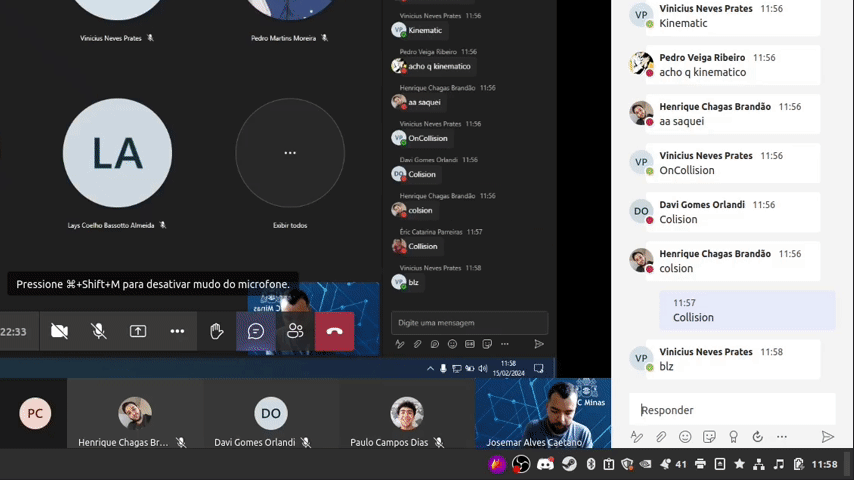 Vinicius Neves Prates
Pedro Martins Moreira
LA
Lays Coelho Bassotto Almeida
...
Exibir todos
Pressione ⌘+Shift+M para desativar mudo do microfone.
22:33
Vinicius Neves Prates 11:56
VP
Kinematic
Pedro Veiga Ribeiro 11:56
acho q kinematico
Henrique Chagas Brandão 11:56
aa saquei
Vinicius Neves Prates 11:56
VP
OnCollision
Davi Gomes Orlandi 11:56
DO
Colision
Henrique Chagas Brandão 11:56
colsion
Éric Catarina Parreiras 11:57
Collision
Vinicius Neves Prates 11:58
VP
blz
Digite uma mensagem
11:58
15/02/2024
PC
Henrique Chagas Br...
DO
Davi Gomes Orlandi
Paulo Campos Dias
C Minas
Josemar Alves Caetano
Vinicius Neves Prates 11:56
VP
Kinematic
Pedro Veiga Ribeiro 11:56
acho q kinematico
Henrique Chagas Brandão 11:56
aa saquei
Vinicius Neves Prates 11:56
VP
OnCollision
Davi Gomes Orlandi 11:56
DO
Colision
Henrique Chagas Brandão 11:56
colsion
11:57
Collision
Vinicius Neves Prates 11:58
VP
blz
Responder
41
11:58